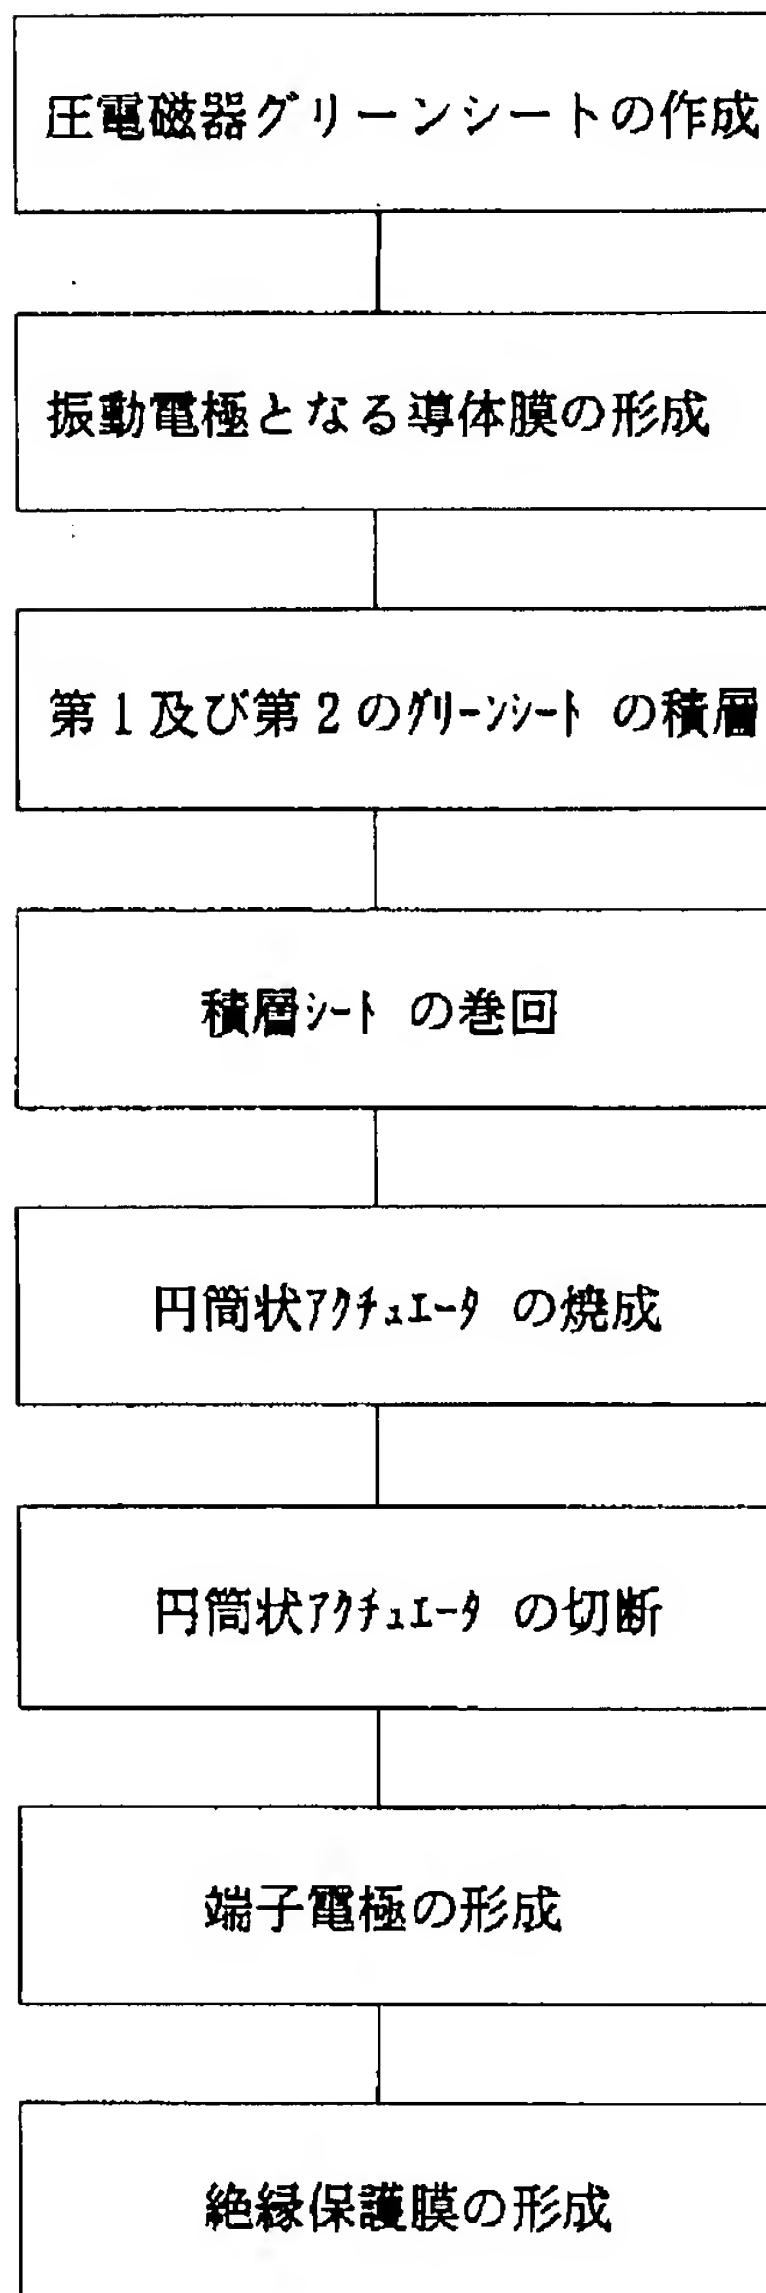 圧電磁器グリーンシートの作成
振動電極となる導体膜の形成
第1及び第2のｸﾞﾘｰﾝｼｰﾄ の積層
積層ｼｰﾄ の巻回
円筒状ｱｸﾁｭｴｰﾀ の焼成
円筒状ｱｸﾁｭｴｰﾀ の切断
端子電極の形成
絶縁保護膜の形成